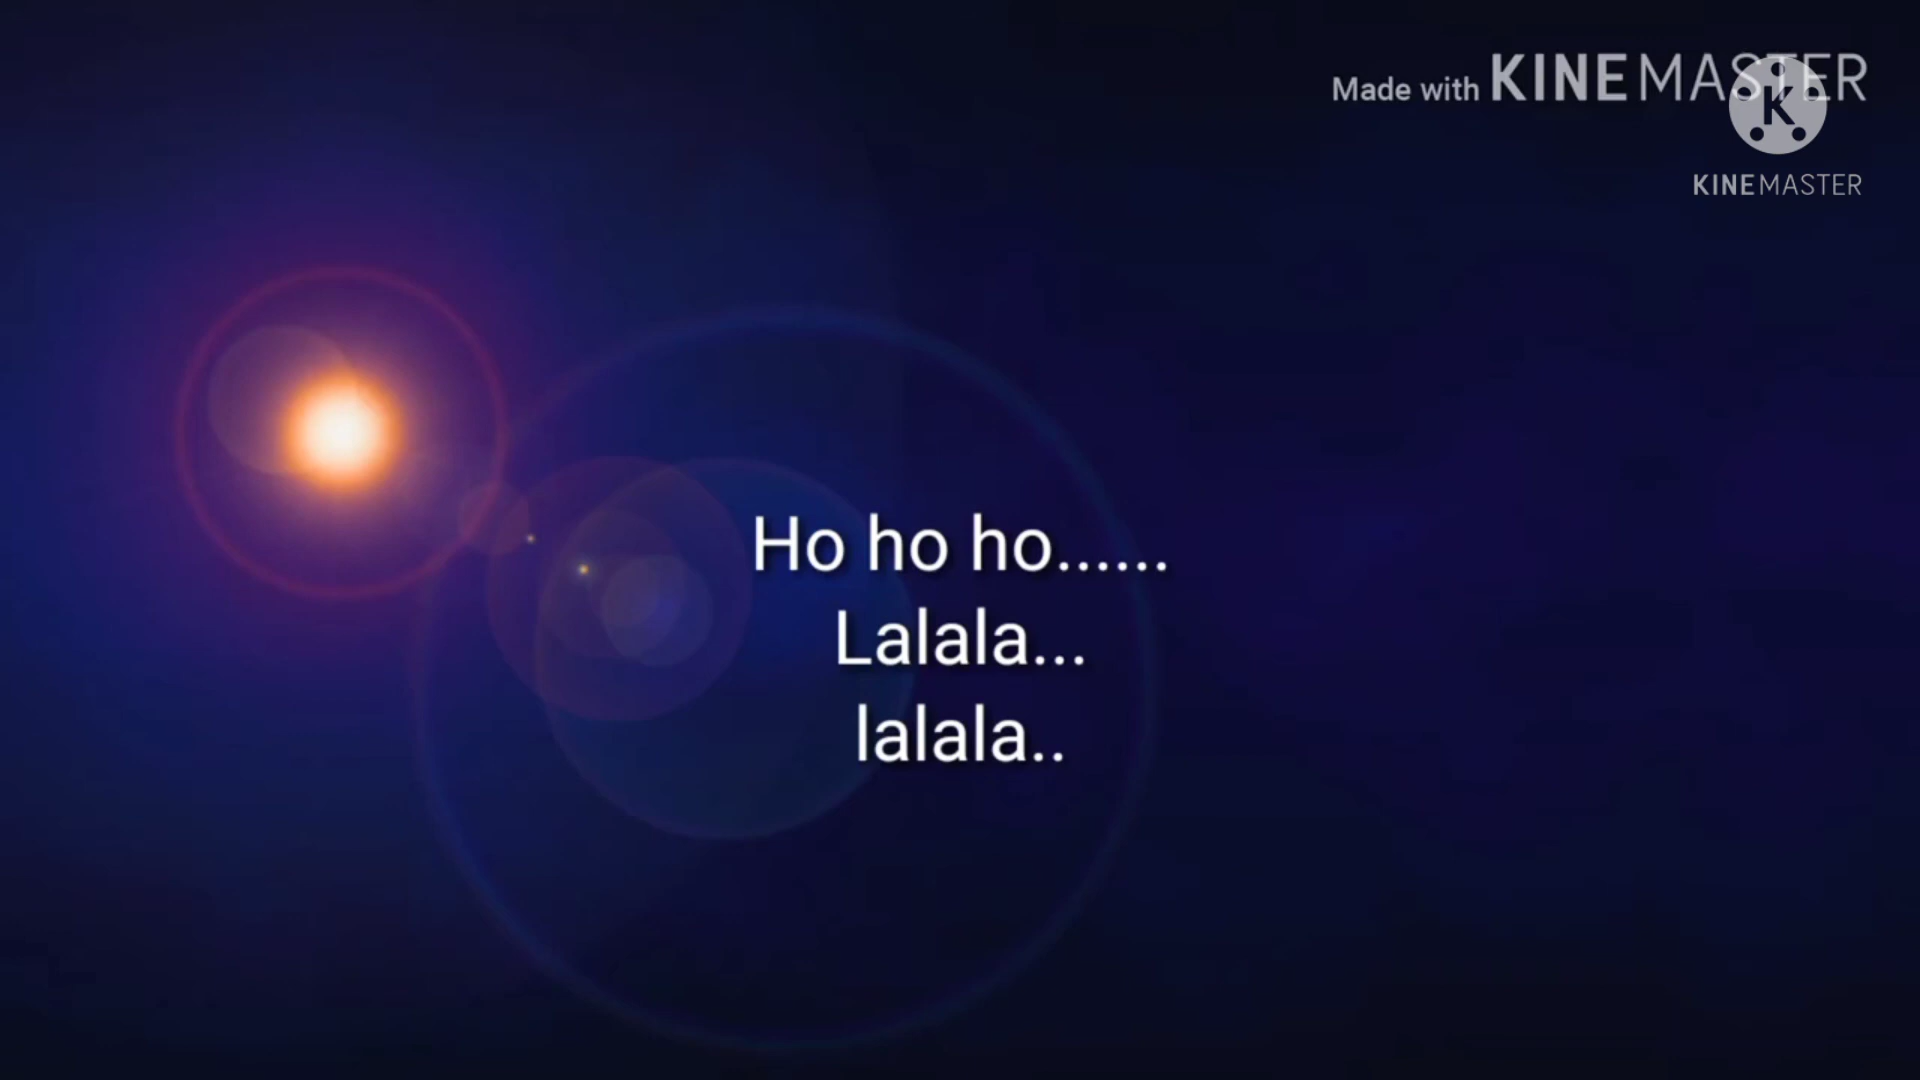 Made with KINEMASTER
K
KINEMASTER
Ho ho ho......
Lalala...
lalala..